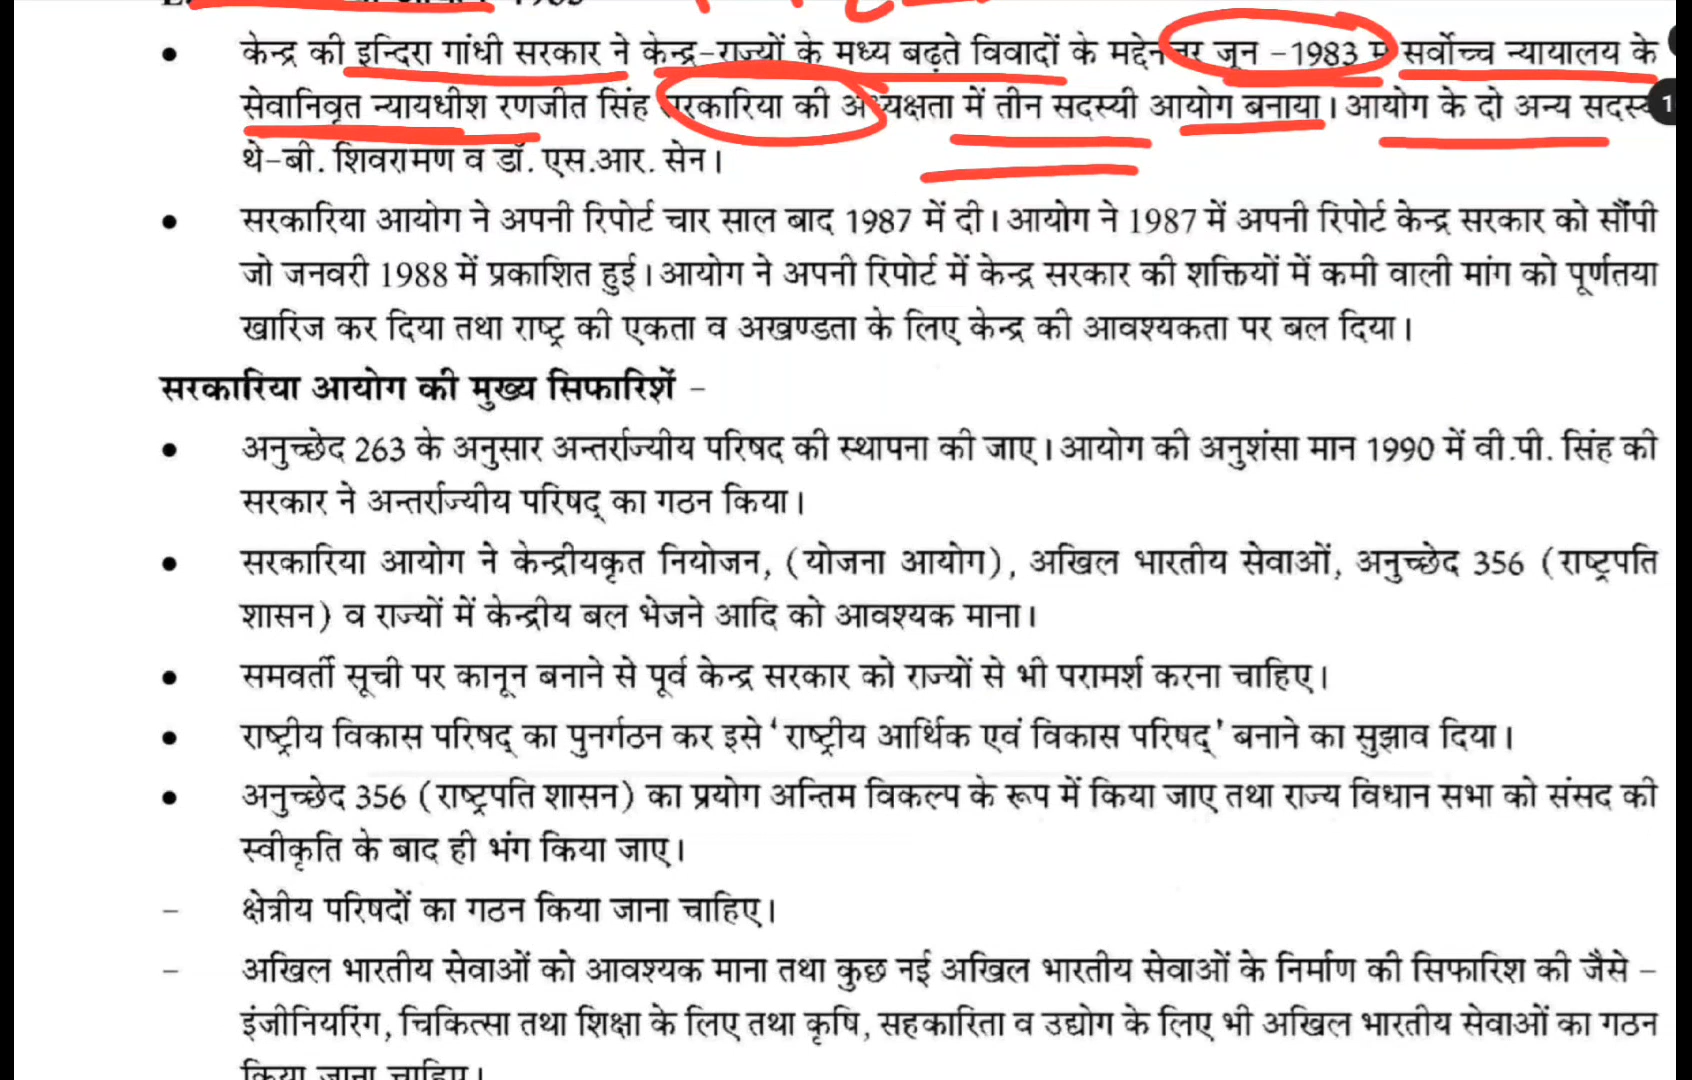 1983
• केन्द्र की इन्दिरा गांधी सरकार ने केन्द्र-राज्यों के मध्य बढ़ते विवादों के मद्देनजर जून -1983 में सर्वोच्च न्यायालय के
सेवानिवृत न्यायधीश रणजीत सिंह सरकारिया की अध्यक्षता में तीन सदस्यी आयोग बनाया। आयोग के दो अन्य सदस्य
थे-बी. शिवरामण व डॉ. एस.आर. सेन।
• सरकारिया आयोग ने अपनी रिपोर्ट चार साल बाद 1987 में दी। आयोग ने 1987 में अपनी रिपोर्ट केन्द्र सरकार को सौंपी
जो जनवरी 1988 में प्रकाशित हुई। आयोग ने अपनी रिपोर्ट में केन्द्र सरकार की शक्तियों में कमी वाली मांग को पूर्णतया
खारिज कर दिया तथा राष्ट्र की एकता व अखण्डता के लिए केन्द्र की आवश्यकता पर बल दिया।
सरकारिया आयोग की मुख्य सिफारिशें –
• अनुच्छेद 263 के अनुसार अन्तर्राज्यीय परिषद की स्थापना की जाए। आयोग की अनुशंसा मान 1990 में वी.पी. सिंह की
सरकार ने अन्तर्राज्यीय परिषद् का गठन किया।
• सरकारिया आयोग ने केन्द्रीयकृत नियोजन, (योजना आयोग), अखिल भारतीय सेवाओं, अनुच्छेद 356 (राष्ट्रपति
शासन) व राज्यों में केन्द्रीय बल भेजने आदि को आवश्यक माना।
• समवर्ती सूची पर कानून बनाने से पूर्व केन्द्र सरकार को राज्यों से भी परामर्श करना चाहिए।
• राष्ट्रीय विकास परिषद् का पुनर्गठन कर इसे ‘राष्ट्रीय आर्थिक एवं विकास परिषद्’ बनाने का सुझाव दिया।
• अनुच्छेद 356 (राष्ट्रपति शासन) का प्रयोग अन्तिम विकल्प के रूप में किया जाए तथा राज्य विधान सभा को संसद की
स्वीकृति के बाद ही भंग किया जाए।
– क्षेत्रीय परिषदों का गठन किया जाना चाहिए।
– अखिल भारतीय सेवाओं को आवश्यक माना तथा कुछ नई अखिल भारतीय सेवाओं के निर्माण की सिफारिश की जैसे –
इंजीनियरिंग, चिकित्सा तथा शिक्षा के लिए तथा कृषि, सहकारिता व उद्योग के लिए भी अखिल भारतीय सेवाओं का गठन
किया जाना चाहिए।